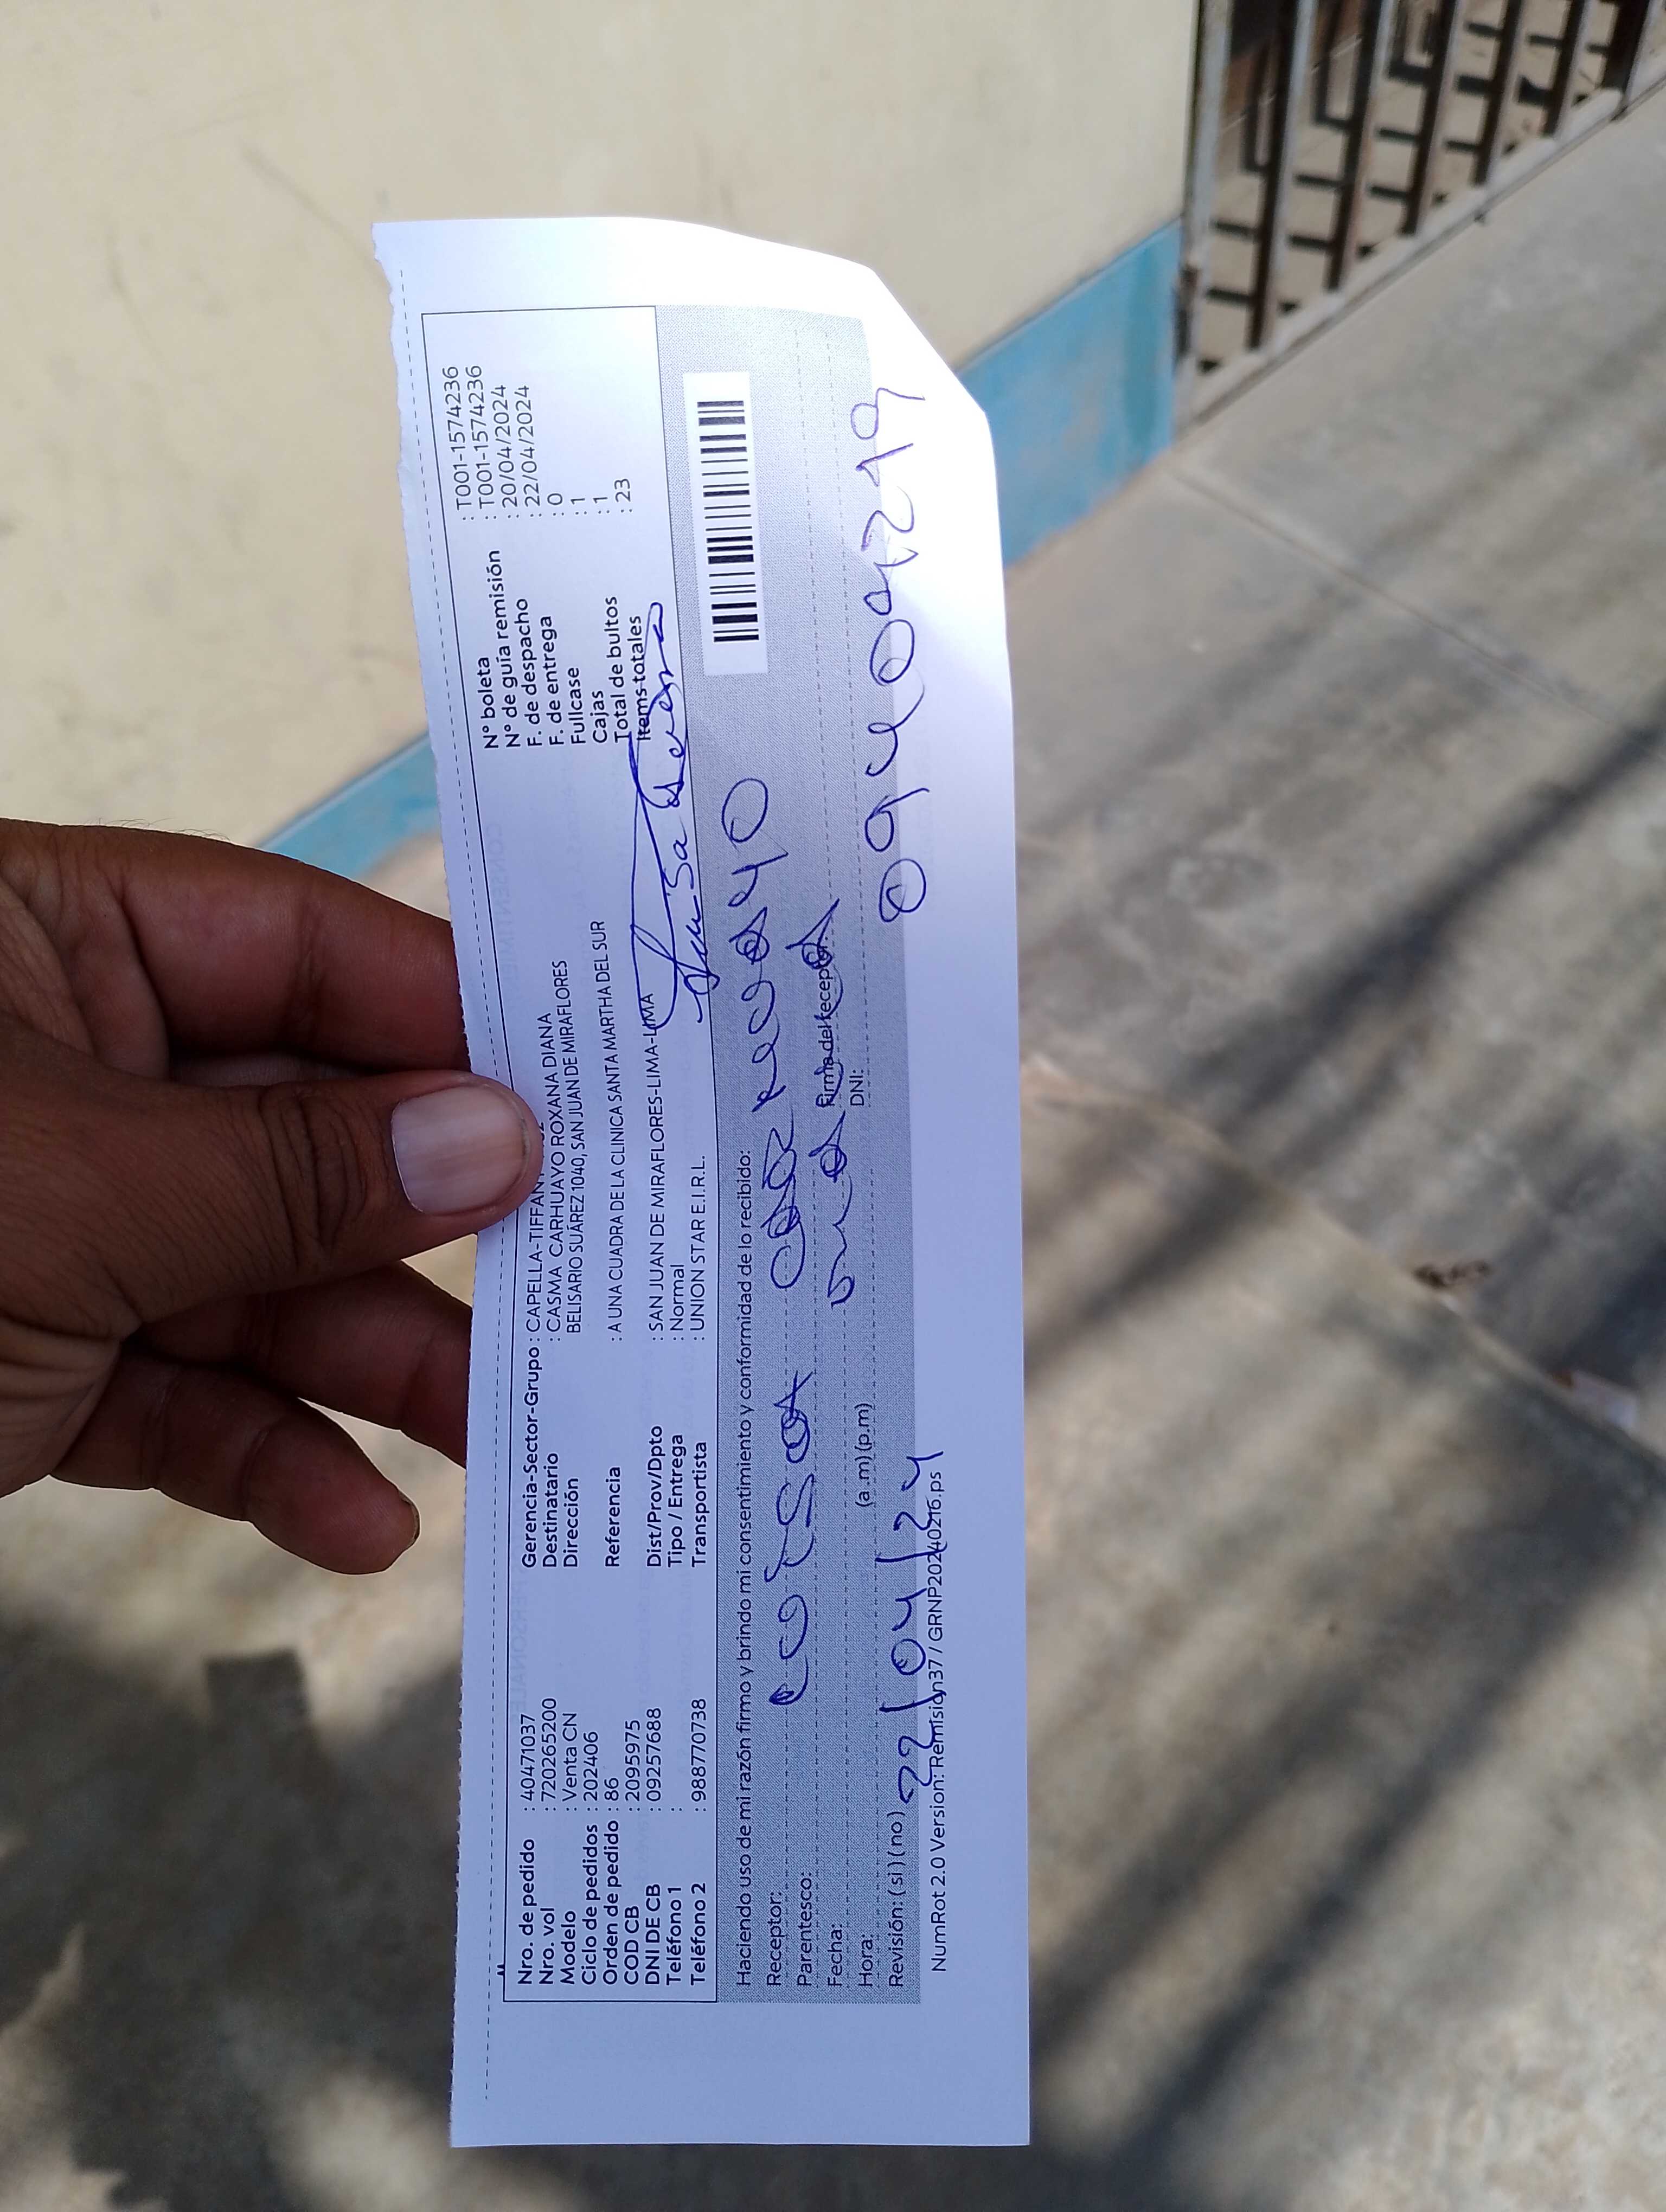 Nro. de pedido : 40471037
Nro. vol : 720265200
Modelo : Venta CN
Ciclo de pedidos : 202406
Orden de pedido : 86
COD CB : 2095975
DNI DE CB : 09257688
Teléfono 1 :
Teléfono 2 : 988770738
Gerencia-Sector-Grupo : CAPELLA-TIFFAN
Destinatario : CASMA CARHUAYO ROXANA DIANA
Dirección BELISARIO SUÁREZ 1040, SAN JUAN DE MIRAFLORES
Referencia : A UNA CUADRA DE LA CLINICA SANTA MARTHA DEL SUR
Dist/Prov/Dpto : SAN JUAN DE MIRAFLORES-LIMA-LIMA
Tipo / Entrega : Normal
Transportista : UNION STAR E.I.R.L.
N° boleta : T001-1574236
N° de guía remisión : T001-1574236
F. de despacho : 20/04/2024
F. de entrega : 22/04/2024
Fullcase : 0
Cajas : 1
Total de bultos : 1
Items totales : 23
Haciendo uso de mi razón firmo y brindo mi consentimiento y conformidad de lo recibido:
Receptor: Luisa Carhuayo
Parentesco:
Fecha:
Hora: (a.m) (p.m)
Revisión: ( si ) ( no ) 22/04/24
Firma del Receptor:
DNI:
NumRot 2.0 Version: Remision37 / GRNP20240216.ps